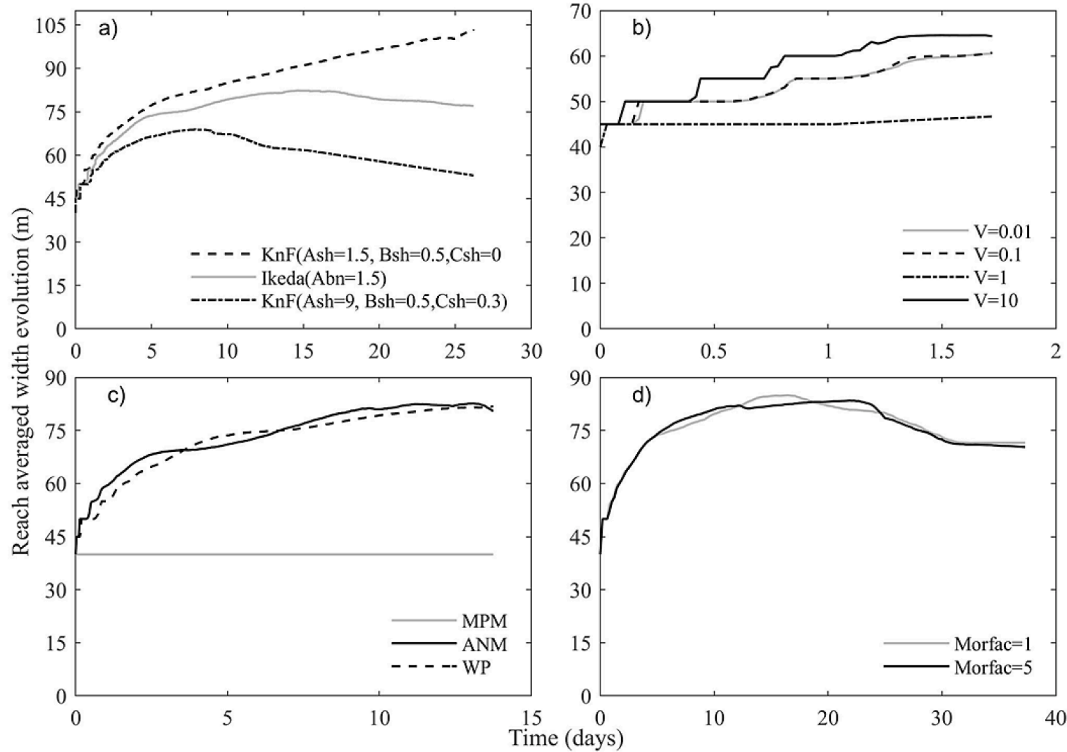 Reach averaged width evolution (m)
a)
105
90
75
60
45
30
15
0
0
5
10
15
20
25
30
KnF(Ash=1.5, Bsh=0.5,Csh=0
Ikeda(Abn=1.5)
KnF(Ash=9, Bsh=0.5,Csh=0.3)
b)
70
60
50
40
30
20
10
0
0
0.5
1
1.5
2
V=0.01
V=0.1
V=1
V=10
c)
90
75
60
45
30
15
0
0
5
10
15
MPM
ANM
WP
d)
90
75
60
45
30
15
0
0
10
20
30
40
Morfac=1
Morfac=5
Time (days)